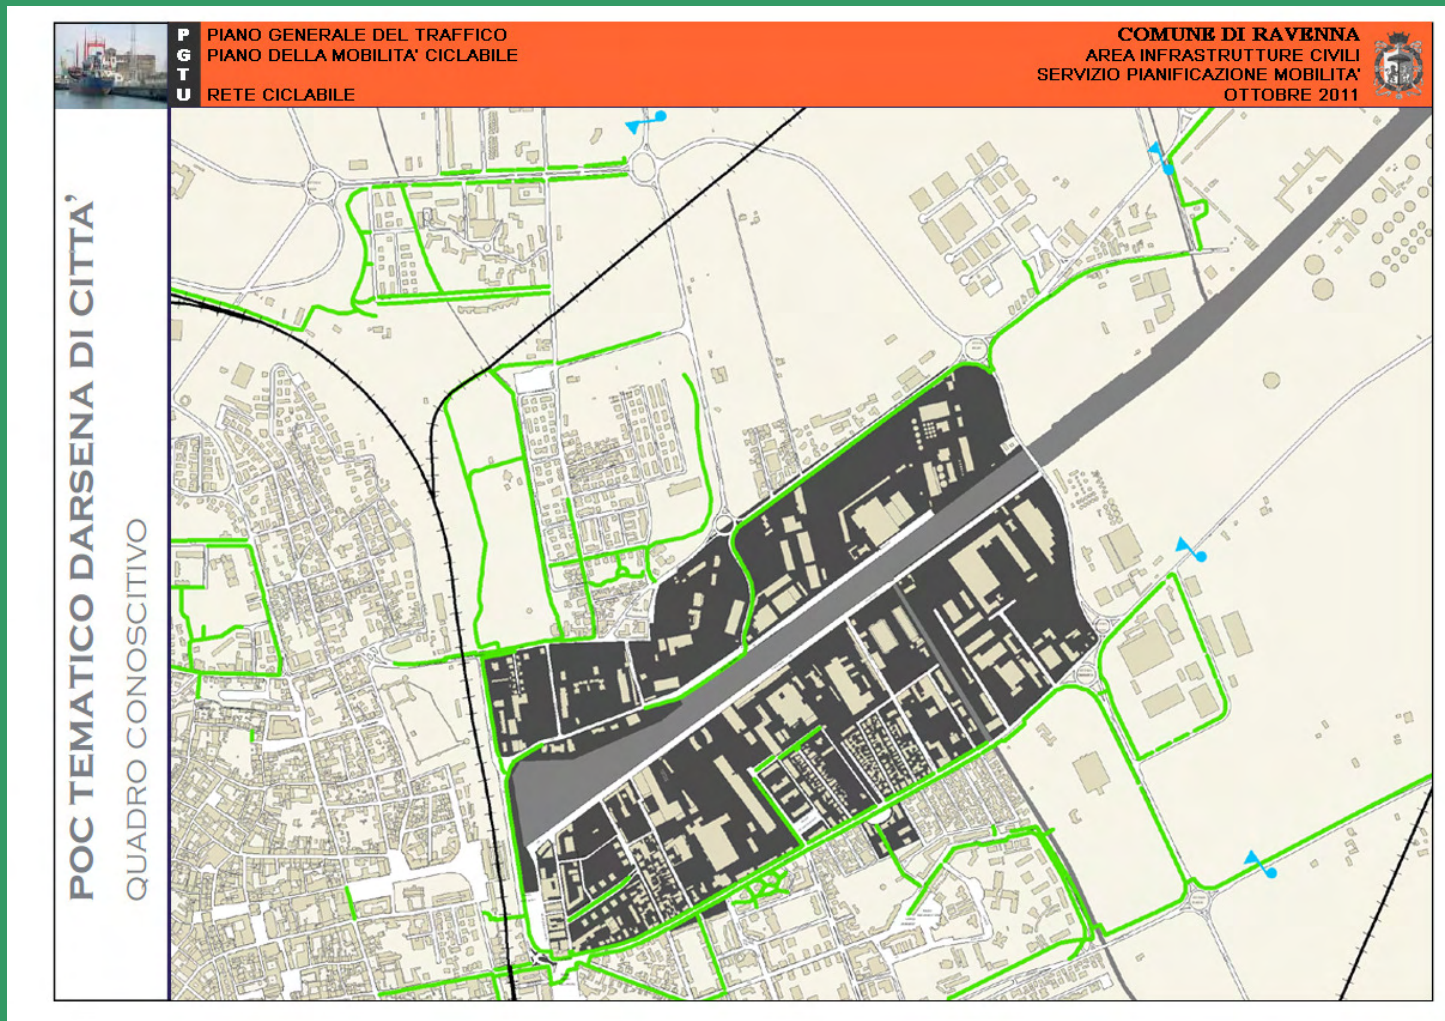 P
G
T
U
PIANO GENERALE DEL TRAFFICO
PIANO DELLA MOBILITA' CICLABILE
RETE CICLABILE
COMUNE DI RAVENNA
AREA INFRASTRUTTURE CIVILI
SERVIZIO PIANIFICAZIONE MOBILITA'
OTTOBRE 2011
POC TEMATICO DARSENA DI CITTA'
QUADRO CONOSCITIVO